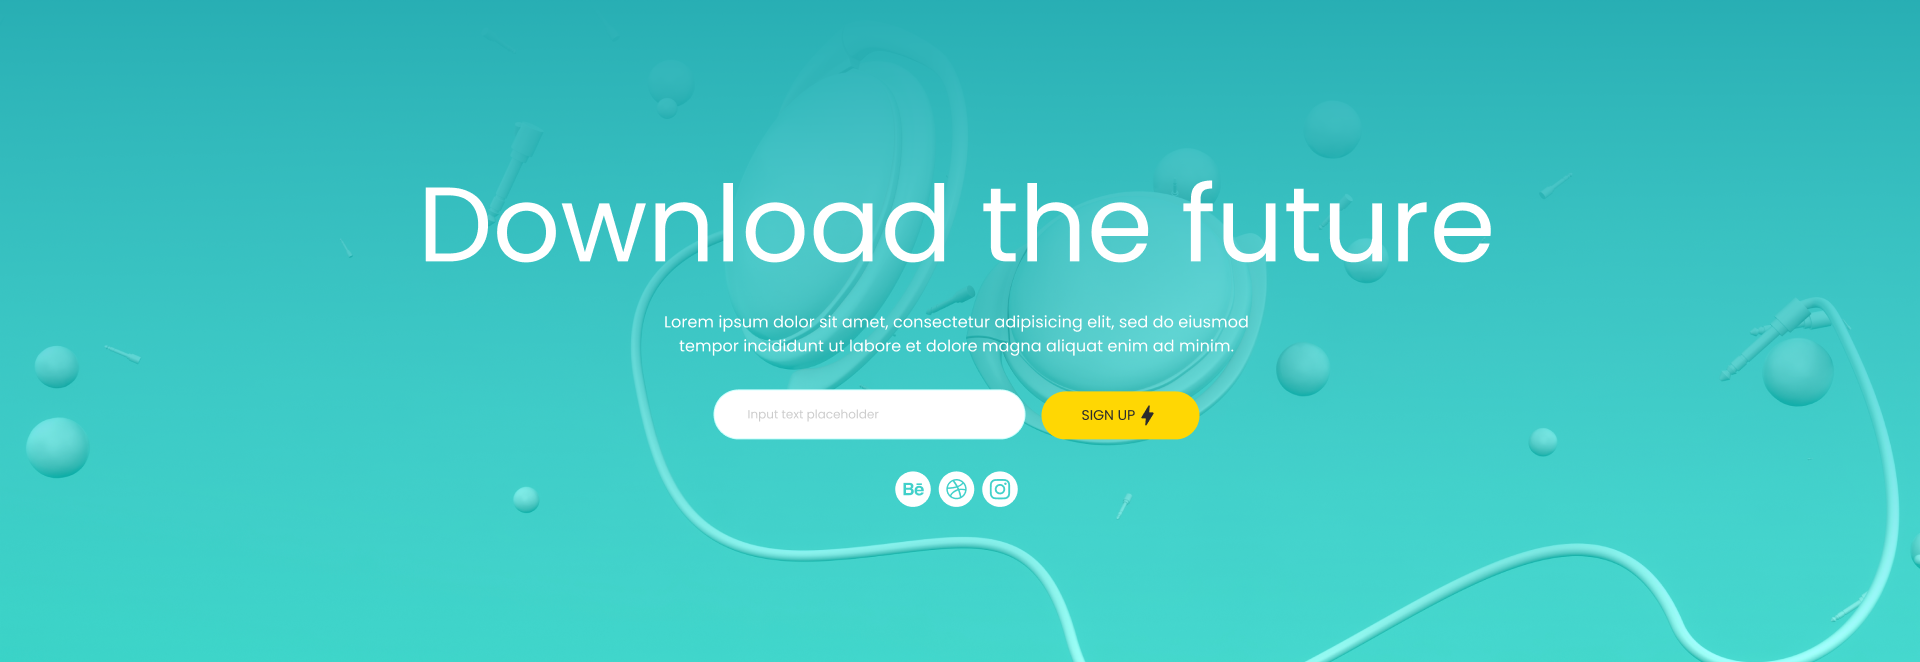 Download the future
Lorem ipsum dolor sit amet, consectetur adipisicing elit, sed do eiusmod
tempor incididunt ut labore et dolore magna aliquat enim ad minim.
Input text placeholder
SIGN UP
Bē